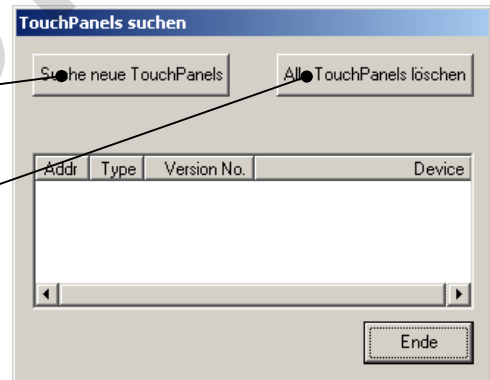 TouchPanels suchen
Suche neue TouchPanels
Alle TouchPanels löschen
Addr Type Version No. Device
Ende